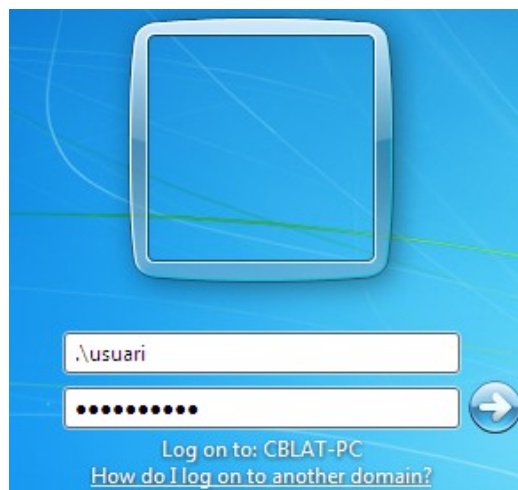 .\usuari
••••••••••
Log on to: CBLAT-PC
How do I log on to another domain?